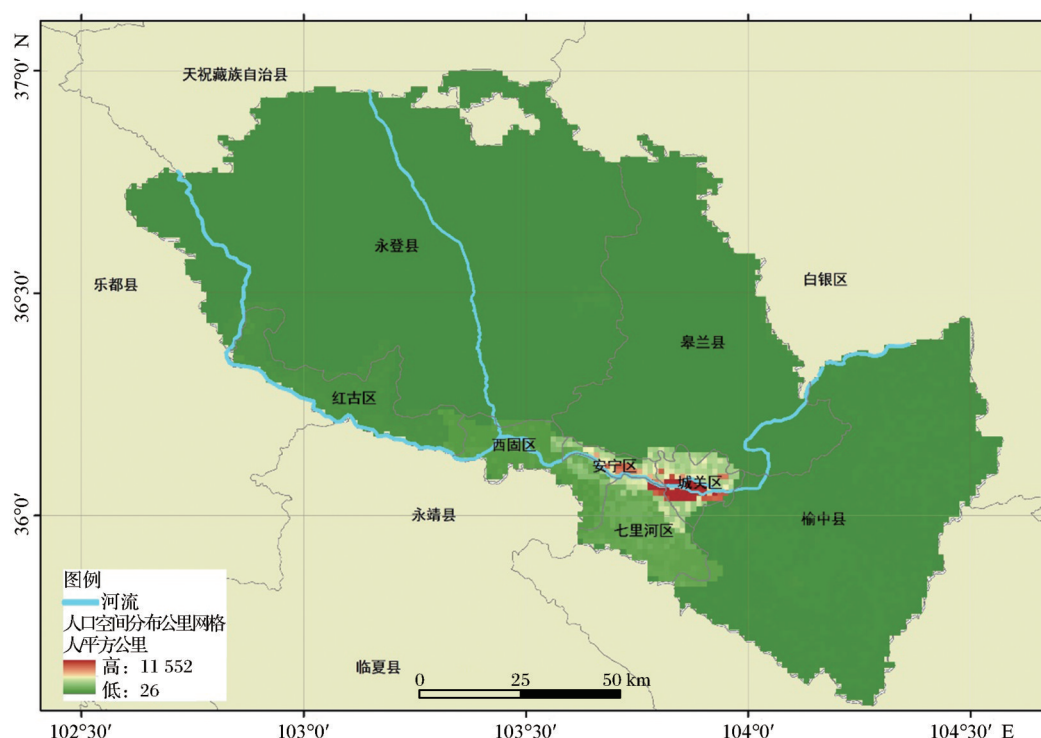 37°0′ N
36°30′
36°0′
天祝藏族自治县
永登县
乐都县
白银区
皋兰县
红古区
西固区
安宁区
城关区
永靖县
七里河区
榆中县
临夏县
图例
河流
人口空间分布公里网格
人/平方公里
高：11 552
低：26
0 25 50 km
102°30′ 103°0′ 103°30′ 104°0′ 104°30′ E